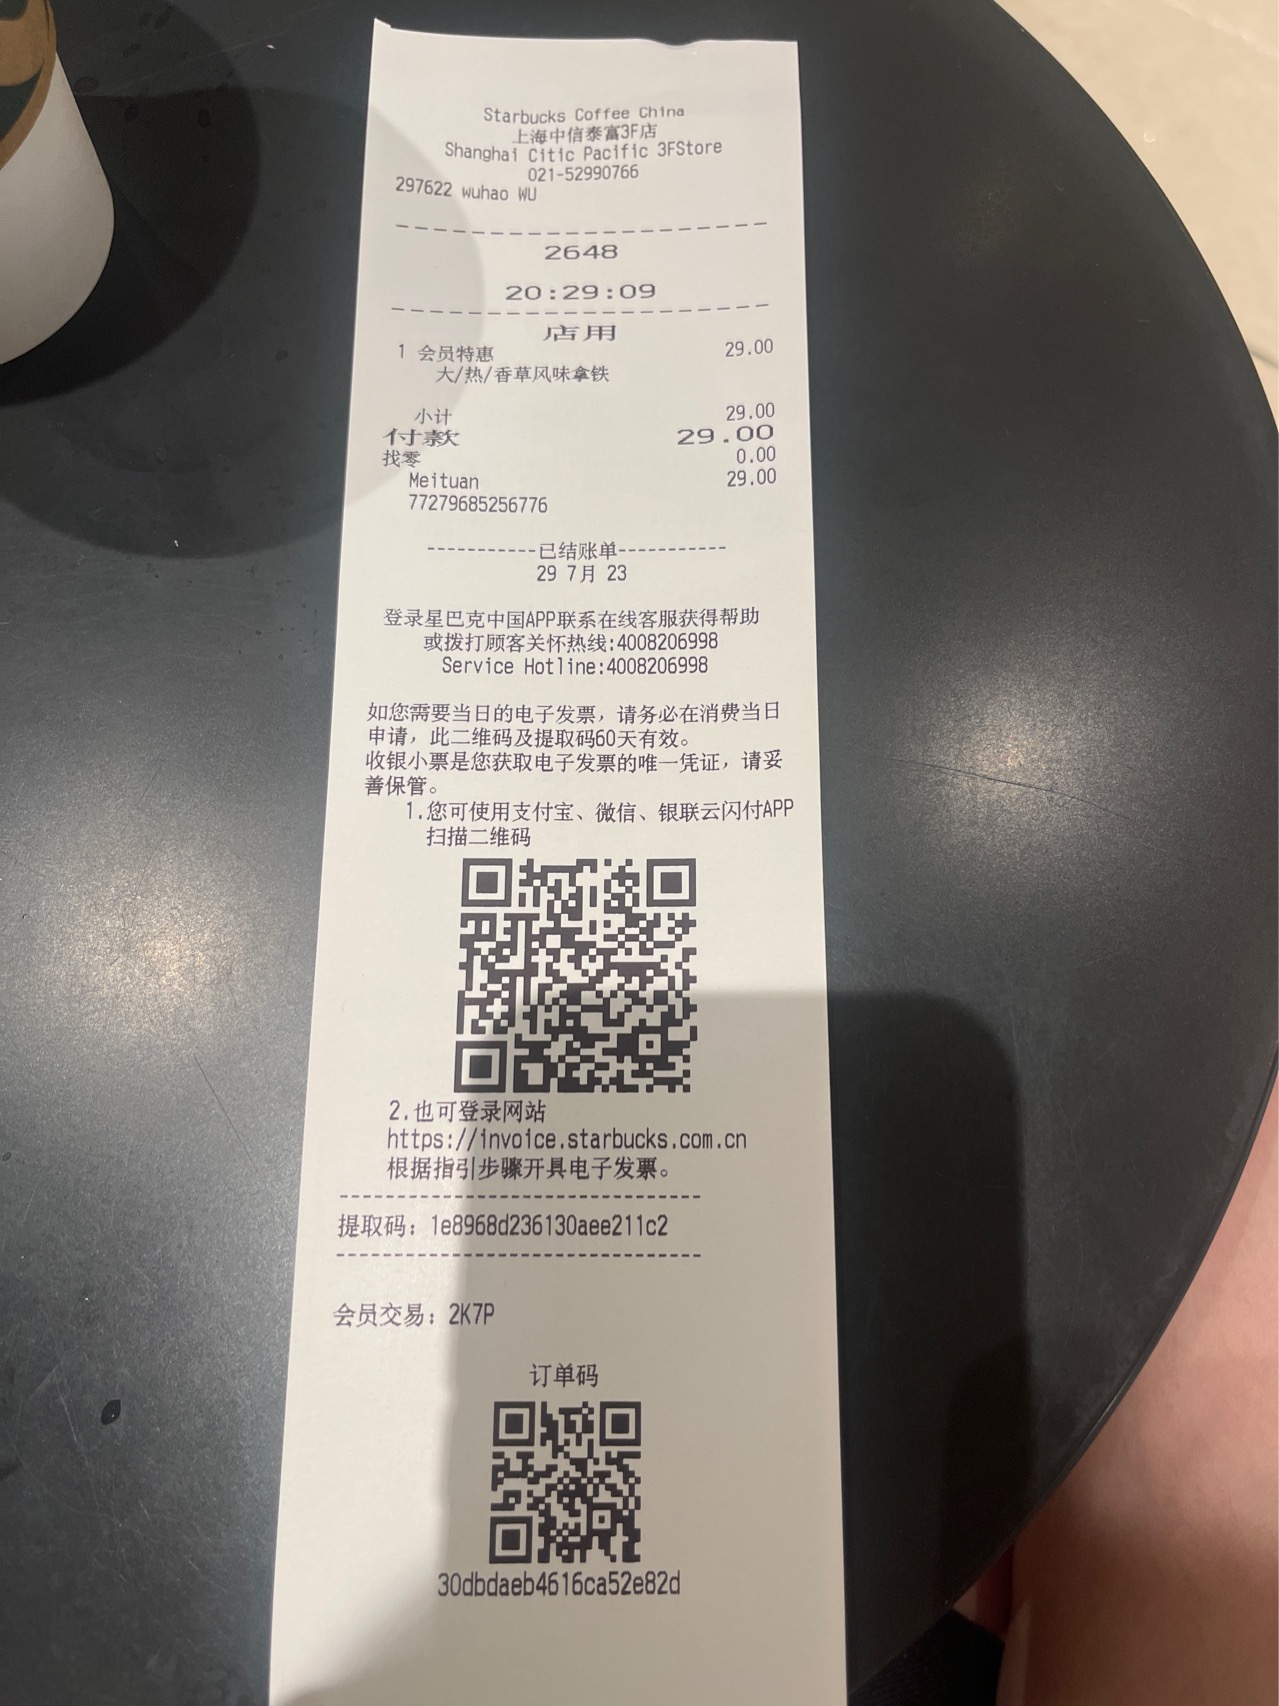 Starbucks Coffee China
上海中信泰富3F店
Shanghai Citic Pacific 3FStore
021-52990766
297622 wuhao WU
2648
20:29:09
店用
1 会员特惠 29.00
大/热/香草风味拿铁
小计 29.00
付款 29.00
找零 0.00
Meituan 29.00
77279685256776
-----------已结账单-----------
29 7月 23
登录星巴克中国APP联系在线客服获得帮助
或拨打顾客关怀热线:4008206998
Service Hotline:4008206998
如您需要当日的电子发票，请务必在消费当日
申请，此二维码及提取码60天有效。
收银小票是您获取电子发票的唯一凭证，请妥
善保管。
1.您可使用支付宝、微信、银联云闪付APP
扫描二维码
2.也可登录网站
https://invoice.starbucks.com.cn
根据指引步骤开具电子发票。
提取码：1e8968d236130aee211c2
会员交易：2K7P
订单码
30dbdaeb4616ca52e82d